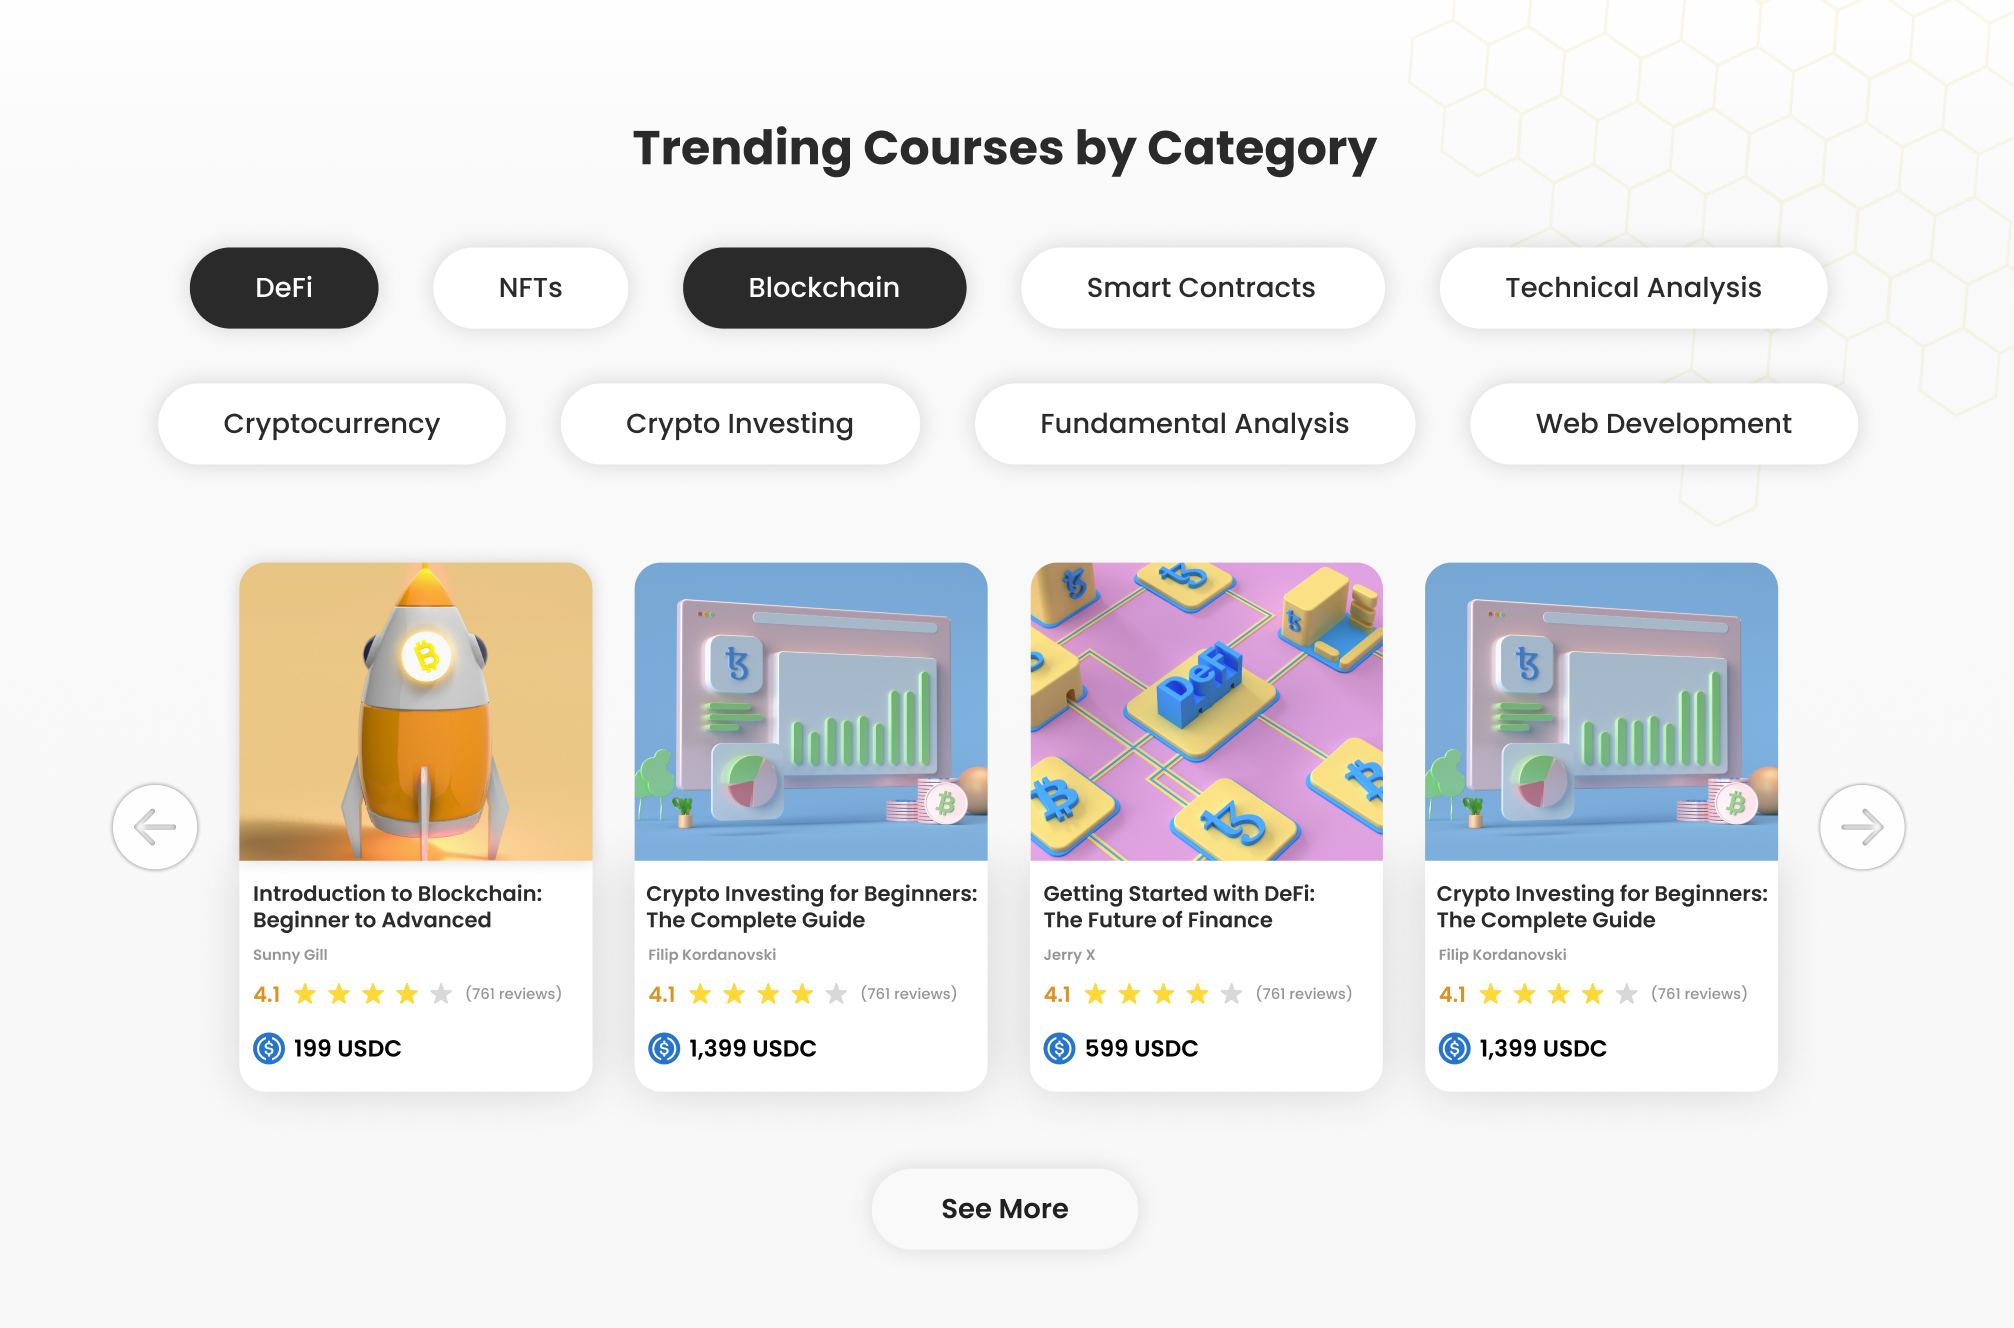 Trending Courses by Category
DeFi
NFTs
Blockchain
Smart Contracts
Technical Analysis
Cryptocurrency
Crypto Investing
Fundamental Analysis
Web Development
Introduction to Blockchain:
Beginner to Advanced
Sunny Gill
4.1 (761 reviews)
199 USDC
Crypto Investing for Beginners:
The Complete Guide
Filip Kordanovski
4.1 (761 reviews)
1,399 USDC
DeFi
Getting Started with DeFi:
The Future of Finance
Jerry X
4.1 (761 reviews)
599 USDC
Crypto Investing for Beginners:
The Complete Guide
Filip Kordanovski
4.1 (761 reviews)
1,399 USDC
See More